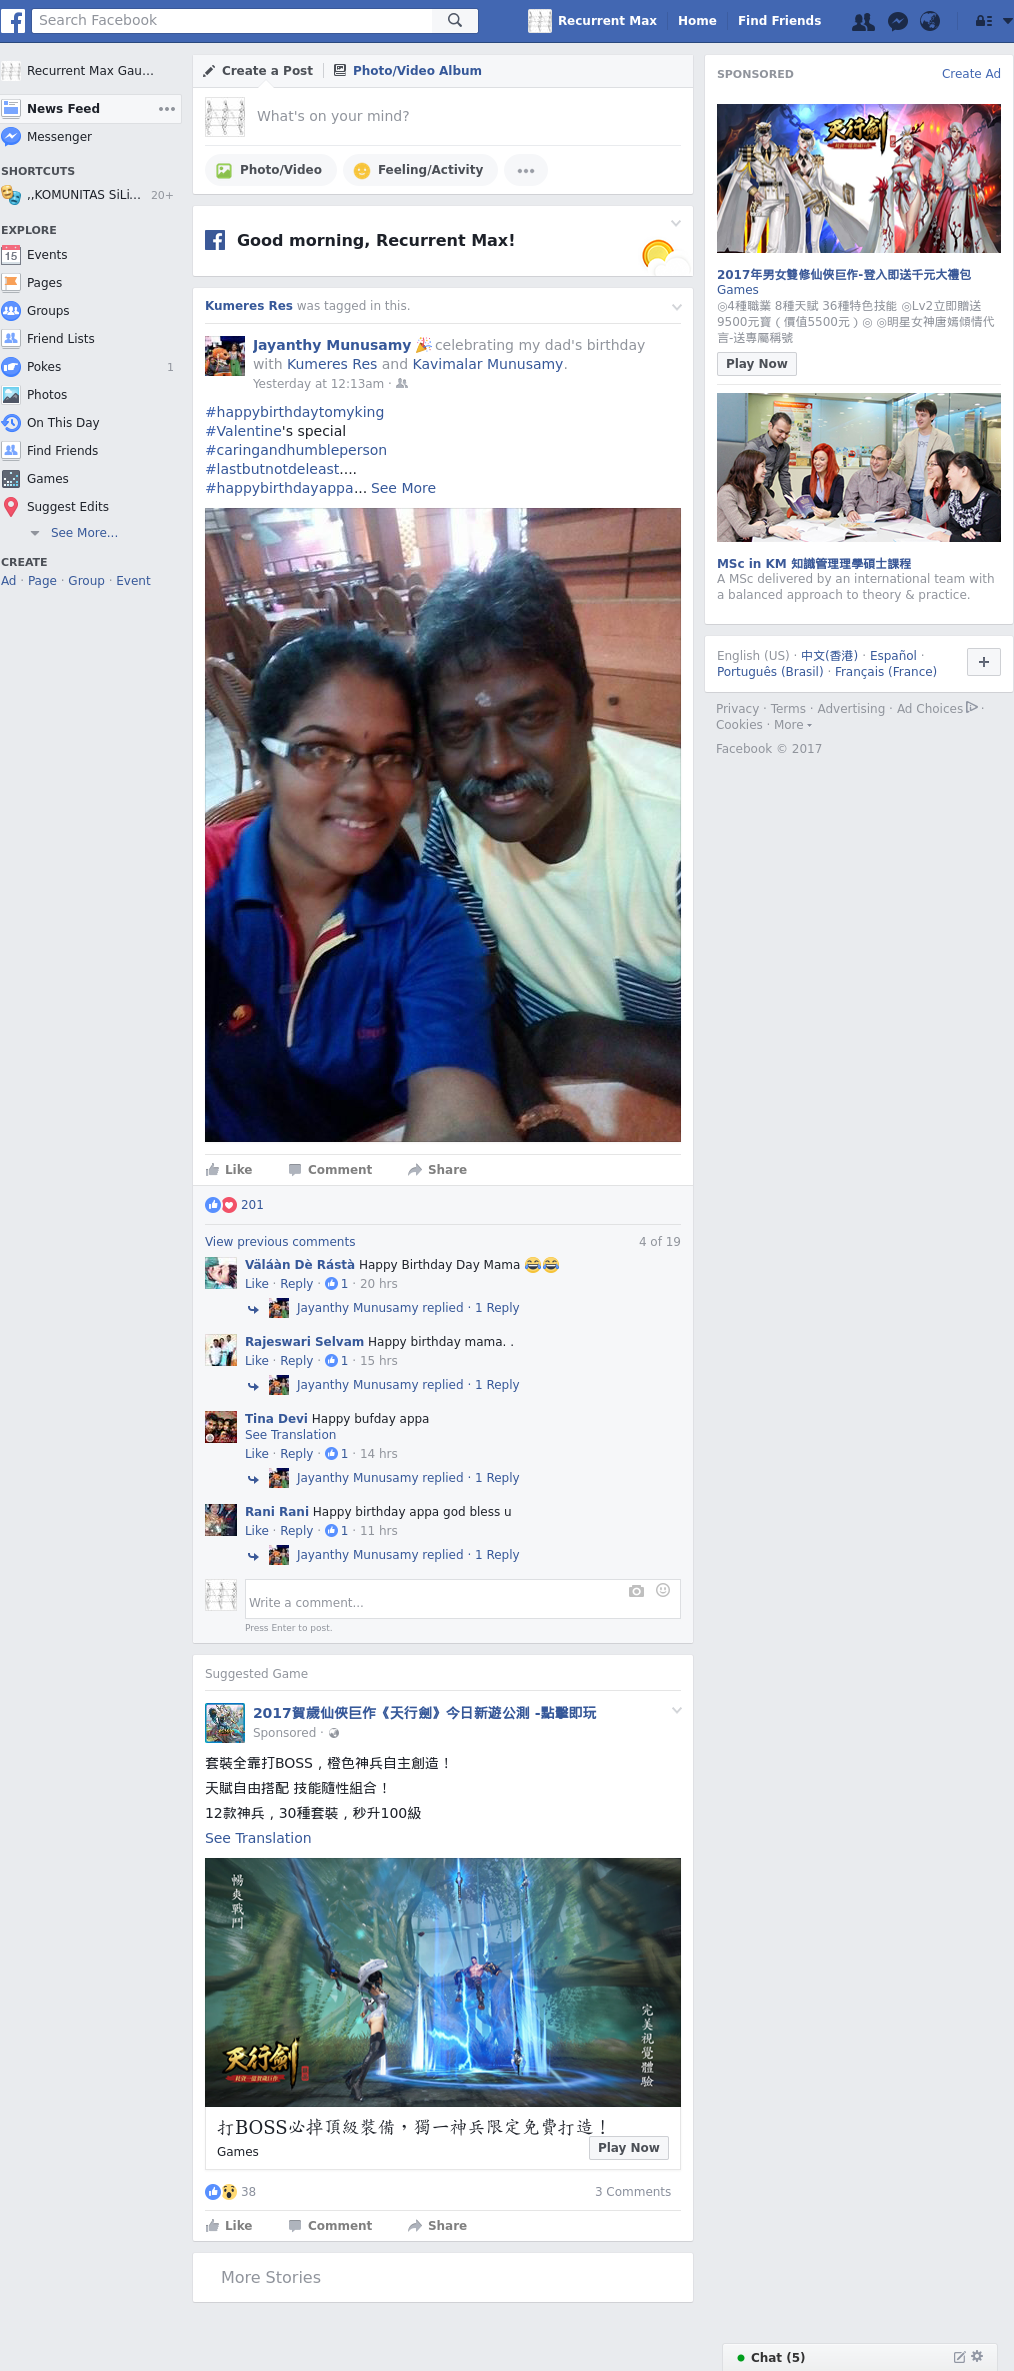 Search Facebook
Recurrent Max
Home
Find Friends
Recurrent Max Gau...
News Feed
Messenger
SHORTCUTS
,,KOMUNITAS SiLi... 20+
EXPLORE
15 Events
Pages
Groups
Friend Lists
Pokes 1
Photos
On This Day
Find Friends
Games
Suggest Edits
See More...
CREATE
Ad · Page · Group · Event
Create a Post
Photo/Video Album
What's on your mind?
Photo/Video
Feeling/Activity
Good morning, Recurrent Max!
Kumeres Res was tagged in this.
Jayanthy Munusamy celebrating my dad's birthday
with Kumeres Res and Kavimalar Munusamy.
Yesterday at 12:13am ·
#happybirthdaytomyking
#Valentine's special
#caringandhumbleperson
#lastbutnotdeleast....
#happybirthdayappa... See More
Like
Comment
Share
201
View previous comments
4 of 19
Väláàn Dè Rástà Happy Birthday Day Mama 😂😂
Like · Reply · 1 · 20 hrs
Jayanthy Munusamy replied · 1 Reply
Rajeswari Selvam Happy birthday mama. .
Like · Reply · 1 · 15 hrs
Jayanthy Munusamy replied · 1 Reply
Tina Devi Happy bufday appa
See Translation
Like · Reply · 1 · 14 hrs
Jayanthy Munusamy replied · 1 Reply
Rani Rani Happy birthday appa god bless u
Like · Reply · 1 · 11 hrs
Jayanthy Munusamy replied · 1 Reply
Write a comment...
Press Enter to post.
Suggested Game
2017賀歲仙俠巨作《天行劍》今日新遊公測 -點擊即玩
Sponsored ·
套裝全靠打BOSS，橙色神兵自主創造！
天賦自由搭配 技能隨性組合！
12款神兵，30種套裝，秒升100級
See Translation
暢爽戰鬥
完美視覺體驗
天行劍
打BOSS必掉頂級裝備，獨一神兵限定免費打造！
Games
Play Now
38
3 Comments
Like
Comment
Share
More Stories
SPONSORED
Create Ad
天行劍
2017年男女雙修仙俠巨作-登入即送千元大禮包
Games
◎4種職業 8種天賦 36種特色技能 ◎Lv2立即贈送
9500元寶（價值5500元）◎ ◎明星女神唐嫣傾情代
言-送專屬稱號
Play Now
MSc in KM 知識管理理學碩士課程
A MSc delivered by an international team with
a balanced approach to theory & practice.
English (US) · 中文(香港) · Español ·
Português (Brasil) · Français (France)
Privacy · Terms · Advertising · Ad Choices ·
Cookies · More
Facebook © 2017
Chat (5)